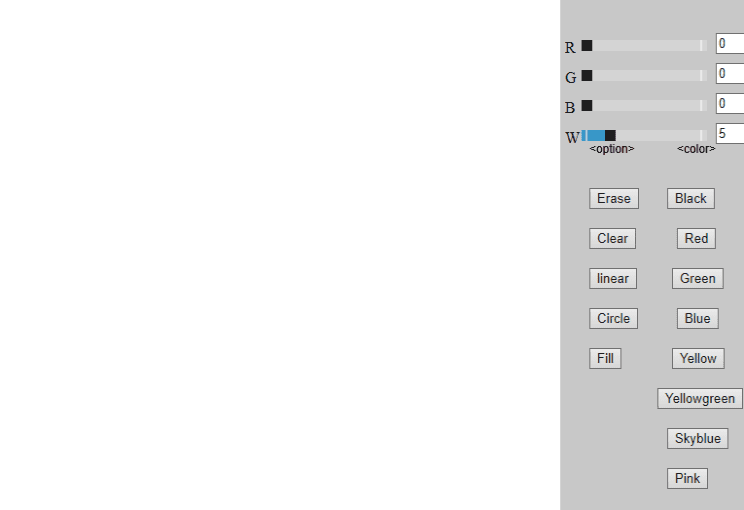 R 0
G 0
B 0
W 5
<option> <color>
Erase Black
Clear Red
linear Green
Circle Blue
Fill Yellow
Yellowgreen
Skyblue
Pink